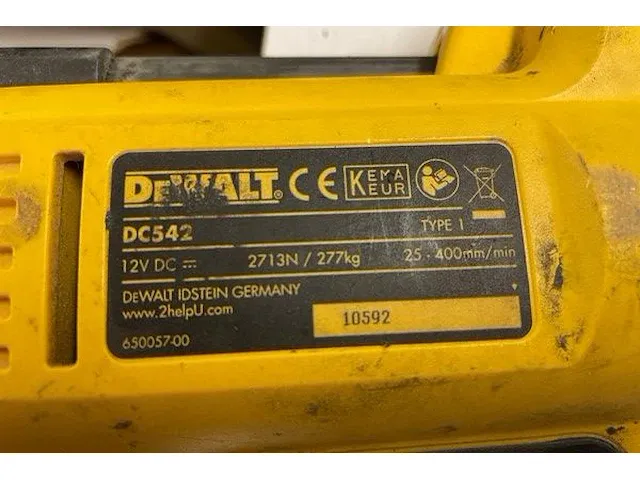 DEWALT CE KEMA KEUR
DC542 TYPE 1
12V DC 2713N / 277kg 25 - 400mm/min
DEWALT IDSTEIN GERMANY
www.2helpU.com
10592
650057-00